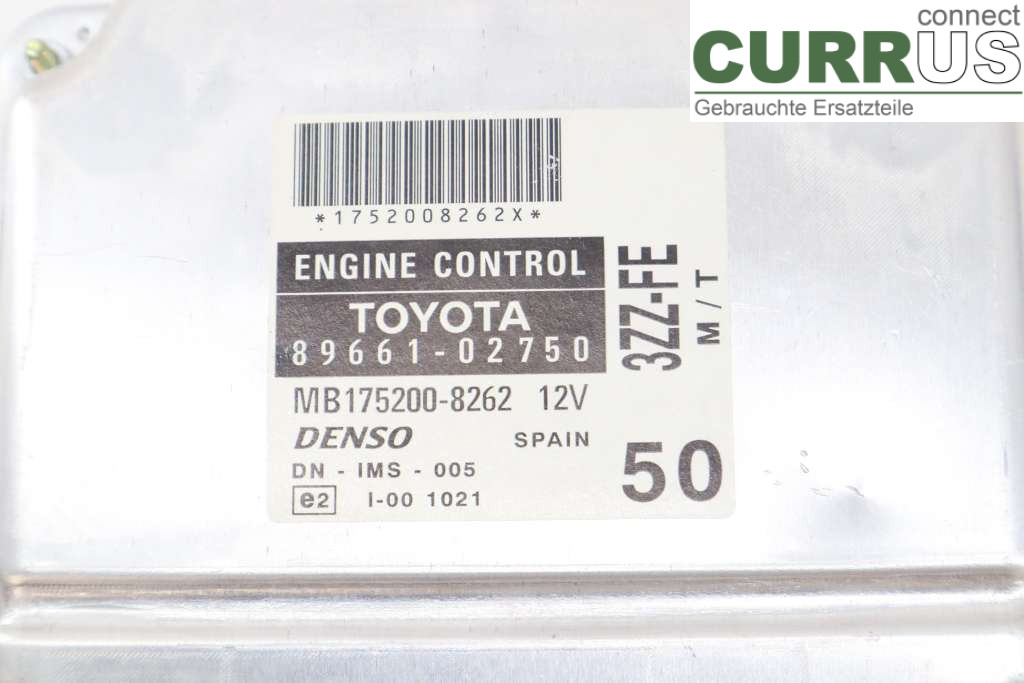 connect
CURRUS
Gebrauchte Ersatzteile
*1752008262X*
ENGINE CONTROL
TOYOTA
89661-02750
3ZZ-FE
M/T
MB175200-8262 12V
DENSO SPAIN
DN - IMS - 005
50
e2 I-00 1021